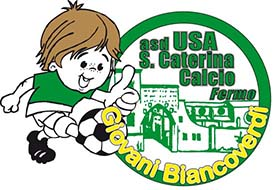 asd USA
S. Caterina
Calcio
Fermo
Giovani Biancoverdi